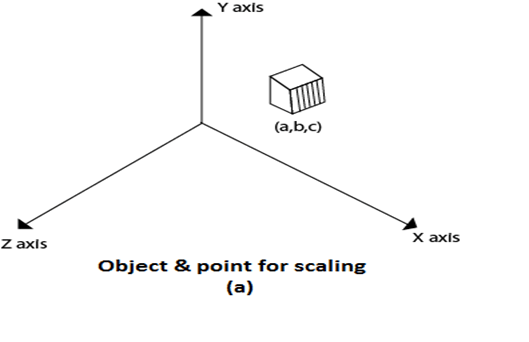 Y axis
(a,b,c)
X axis
Z axis
Object & point for scaling
(a)